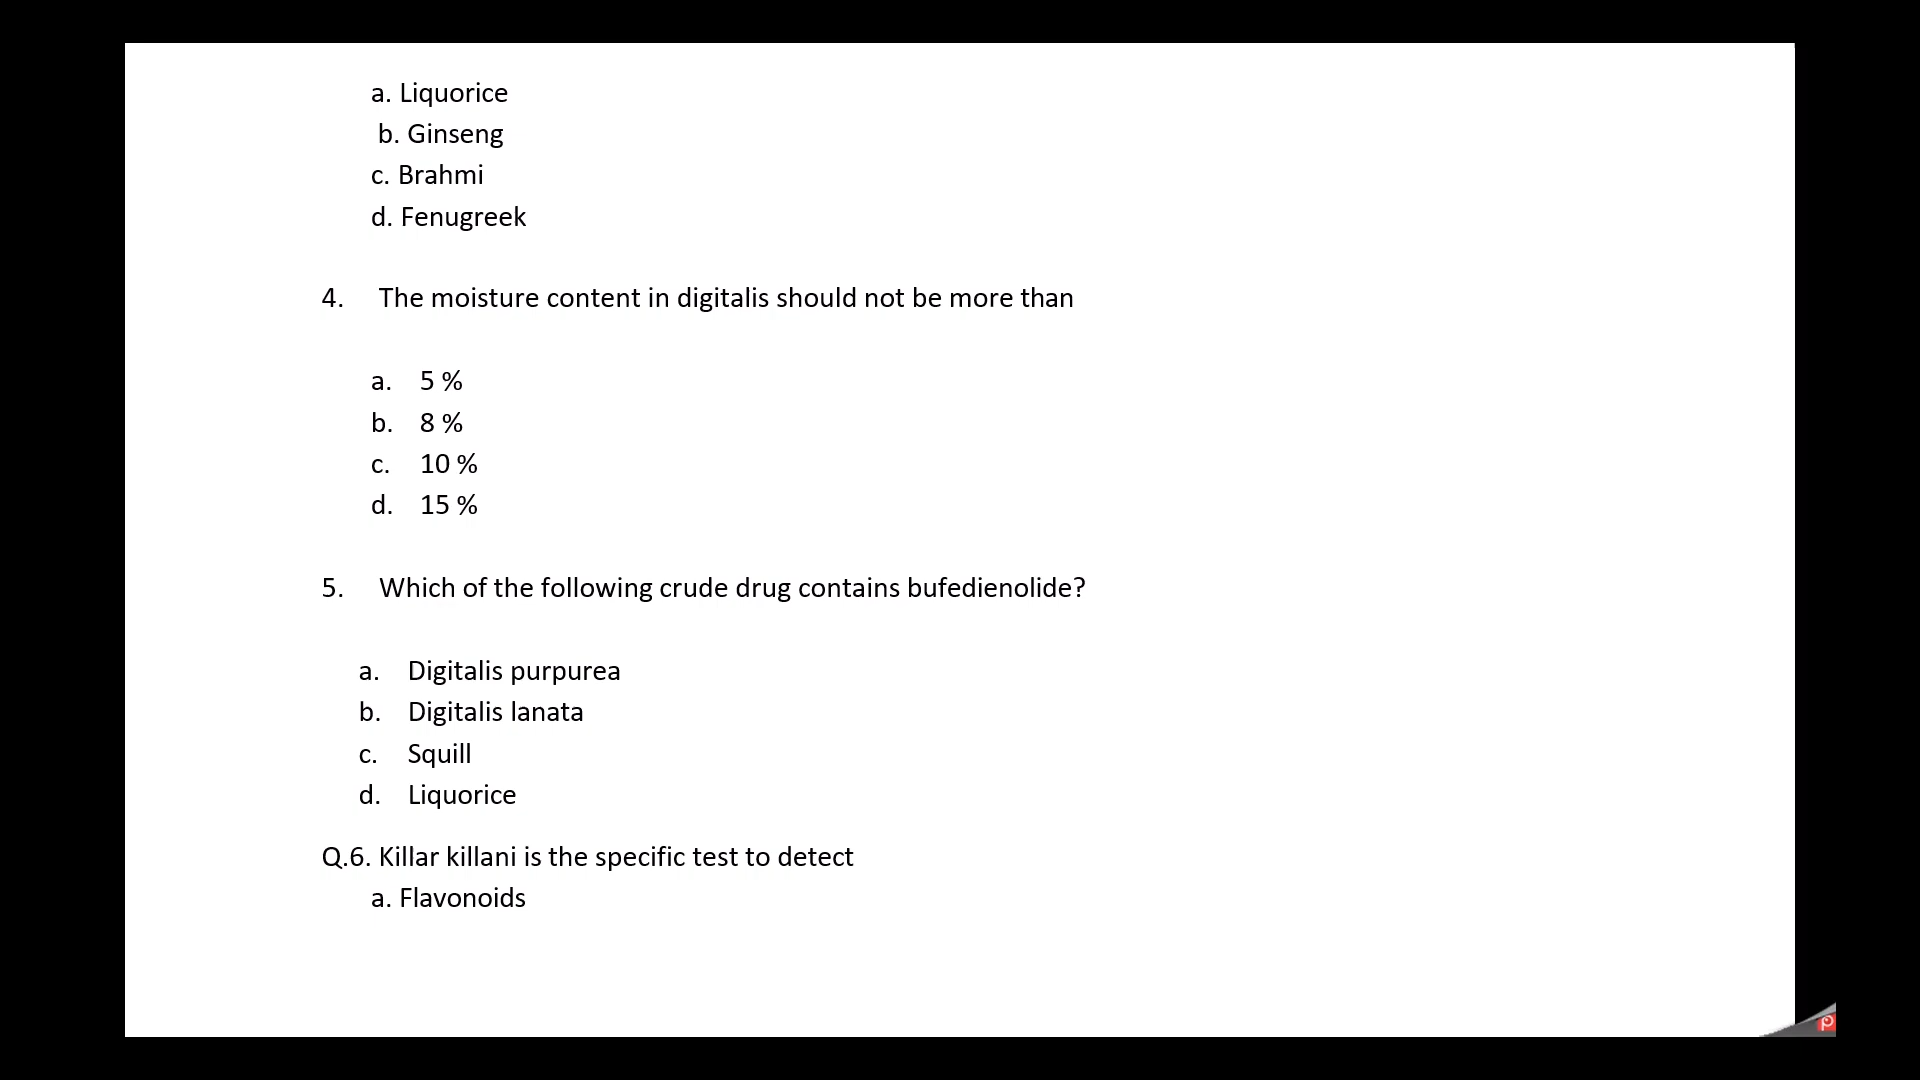 a. Liquorice
b. Ginseng
c. Brahmi
d. Fenugreek
4. The moisture content in digitalis should not be more than
a. 5 %
b. 8 %
c. 10 %
d. 15 %
5. Which of the following crude drug contains bufedienolide?
a. Digitalis purpurea
b. Digitalis lanata
c. Squill
d. Liquorice
Q.6. Killar killani is the specific test to detect
a. Flavonoids